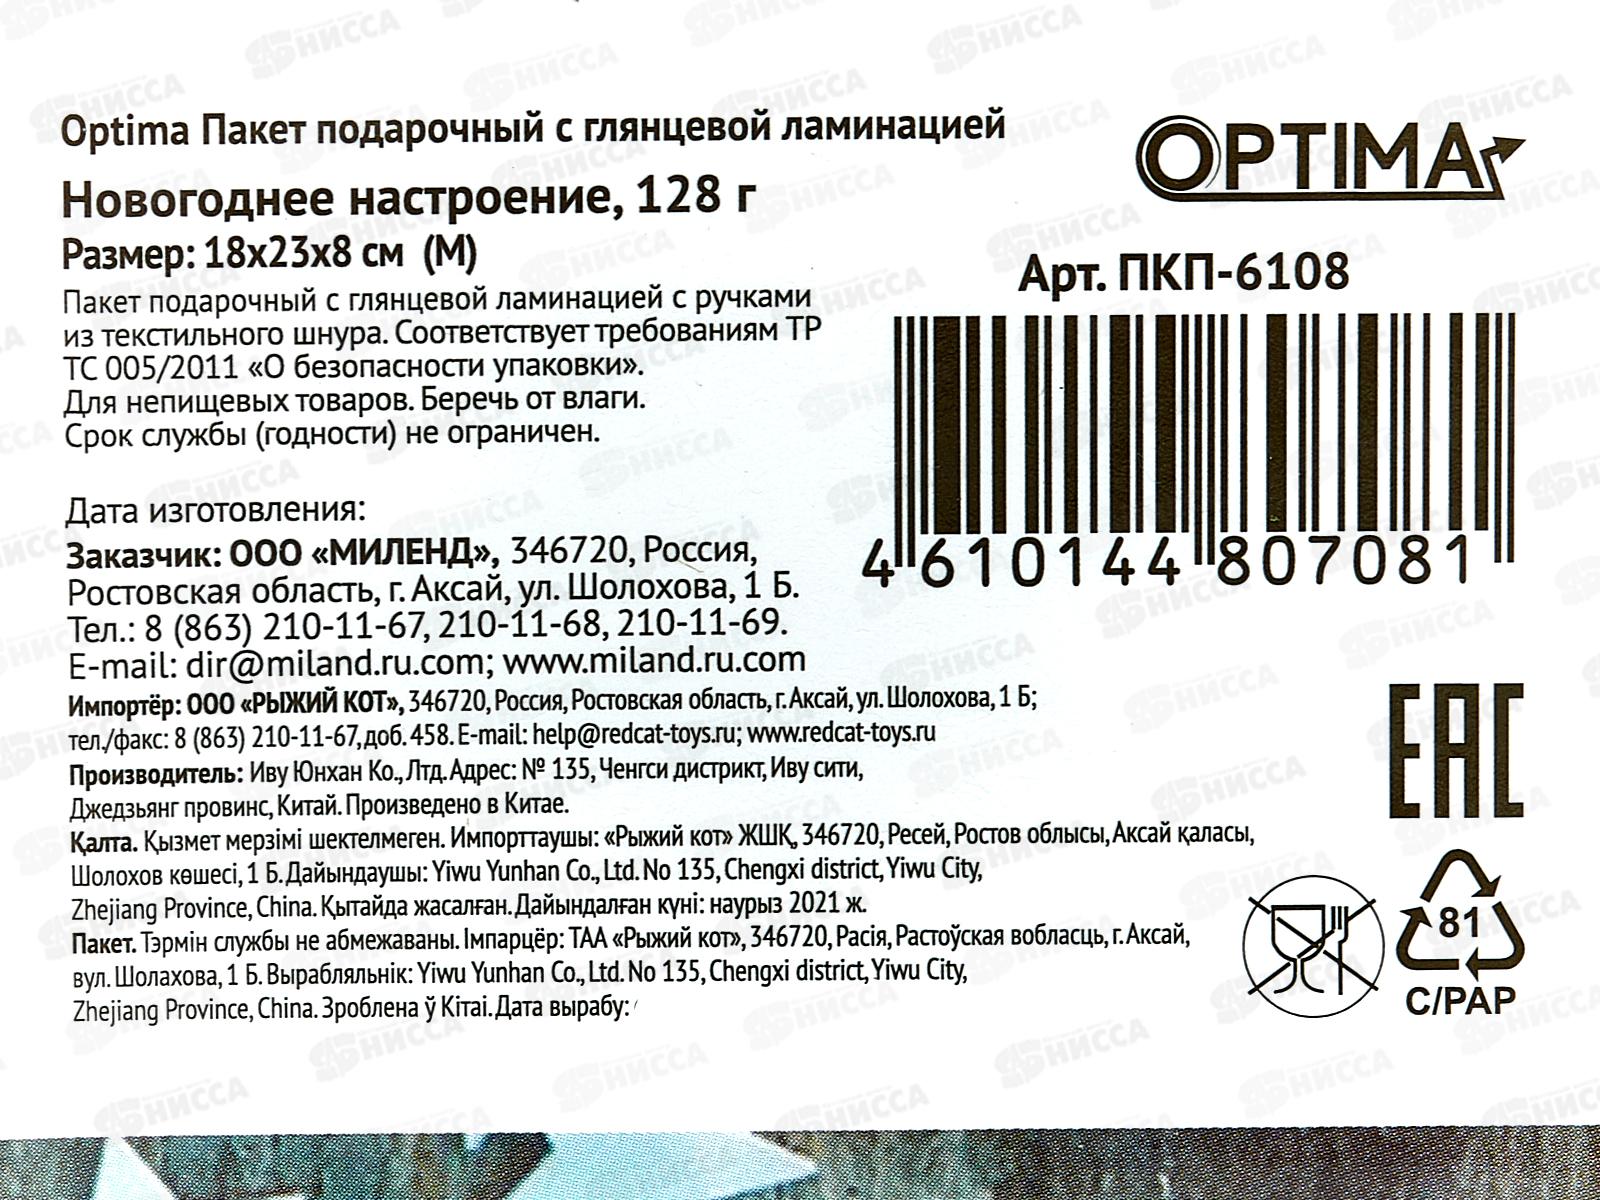 Optima Пакет подарочный с глянцевой ламинацией
OPTIMA
Новогоднее настроение, 128 г
Размер: 18х23х8 см (М)
Арт. ПКП-6108
Пакет подарочный с глянцевой ламинацией с ручками
из текстильного шнура. Соответствует требованиям ТР
ТС 005/2011 «О безопасности упаковки».
Для непищевых товаров. Беречь от влаги.
Срок службы (годности) не ограничен.
4 610144 807081
Дата изготовления:
Заказчик: ООО «МИЛЕНД», 346720, Россия,
Ростовская область, г. Аксай, ул. Шолохова, 1 Б.
Тел.: 8 (863) 210-11-67, 210-11-68, 210-11-69.
E-mail: dir@miland.ru.com; www.miland.ru.com
Импортёр: ООО «РЫЖИЙ КОТ», 346720, Россия, Ростовская область, г. Аксай, ул. Шолохова, 1 Б;
тел./факс: 8 (863) 210-11-67, доб. 458. E-mail: help@redcat-toys.ru; www.redcat-toys.ru
Производитель: Иву Юнхан Ко., Лтд. Адрес: № 135, Ченгси дистрикт, Иву сити,
Джедзьянг провинс, Китай. Произведено в Китае.
EAC
Қалта. Қызмет мерзімі шектелмеген. Импорттаушы: «Рыжий кот» ЖШҚ, 346720, Ресей, Ростов облысы, Аксай қаласы,
Шолохов көшесі, 1 Б. Дайындаушы: Yiwu Yunhan Co., Ltd. No 135, Chengxi district, Yiwu City,
Zhejiang Province, China. Қытайда жасалған. Дайындалған күні: наурыз 2021 ж.
Пакет. Тэрмін службы не абмежаваны. Імпарцёр: ТАА «Рыжий кот», 346720, Расія, Растоўская вобласць, г. Аксай,
вул. Шолахова, 1 Б. Вырабляльнік: Yiwu Yunhan Co., Ltd. No 135, Chengxi district, Yiwu City,
Zhejiang Province, China. Зроблена ў Кітаі. Дата вырабу:
81
C/PAP
НИССА